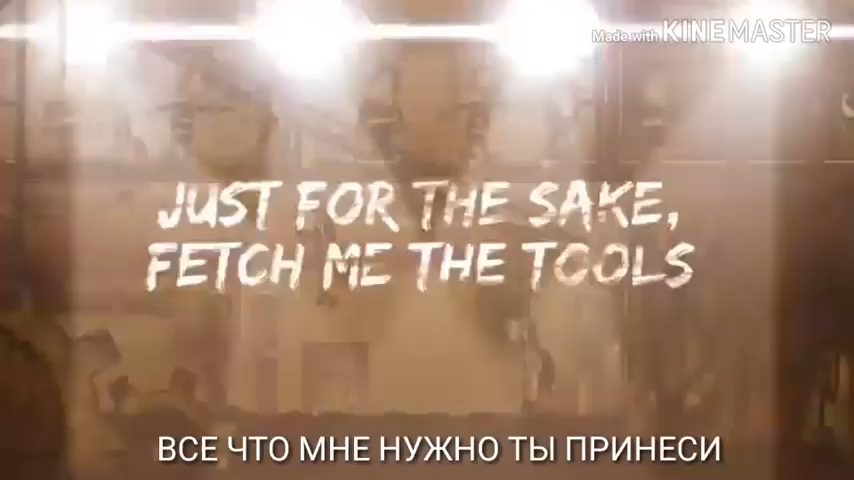 Made with KINEMASTER
JUST FOR THE SAKE,
FETCH ME THE TOOLS
ВСЕ ЧТО МНЕ НУЖНО ТЫ ПРИНЕСИ